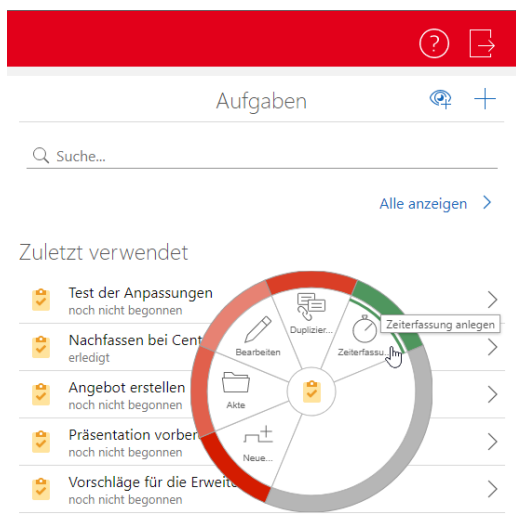 Aufgaben
Suche...
Alle anzeigen
Zuletzt verwendet
Test der Anpassungen
noch nicht begonnen
Nachfassen bei Cent
erledigt
Angebot erstellen
noch nicht begonnen
Präsentation vorber
noch nicht begonnen
Vorschläge für die Erweite
noch nicht begonnen
Duplizier...
Zeiterfassung anlegen
Bearbeiten
Zeiterfassu...
Akte
Neue...